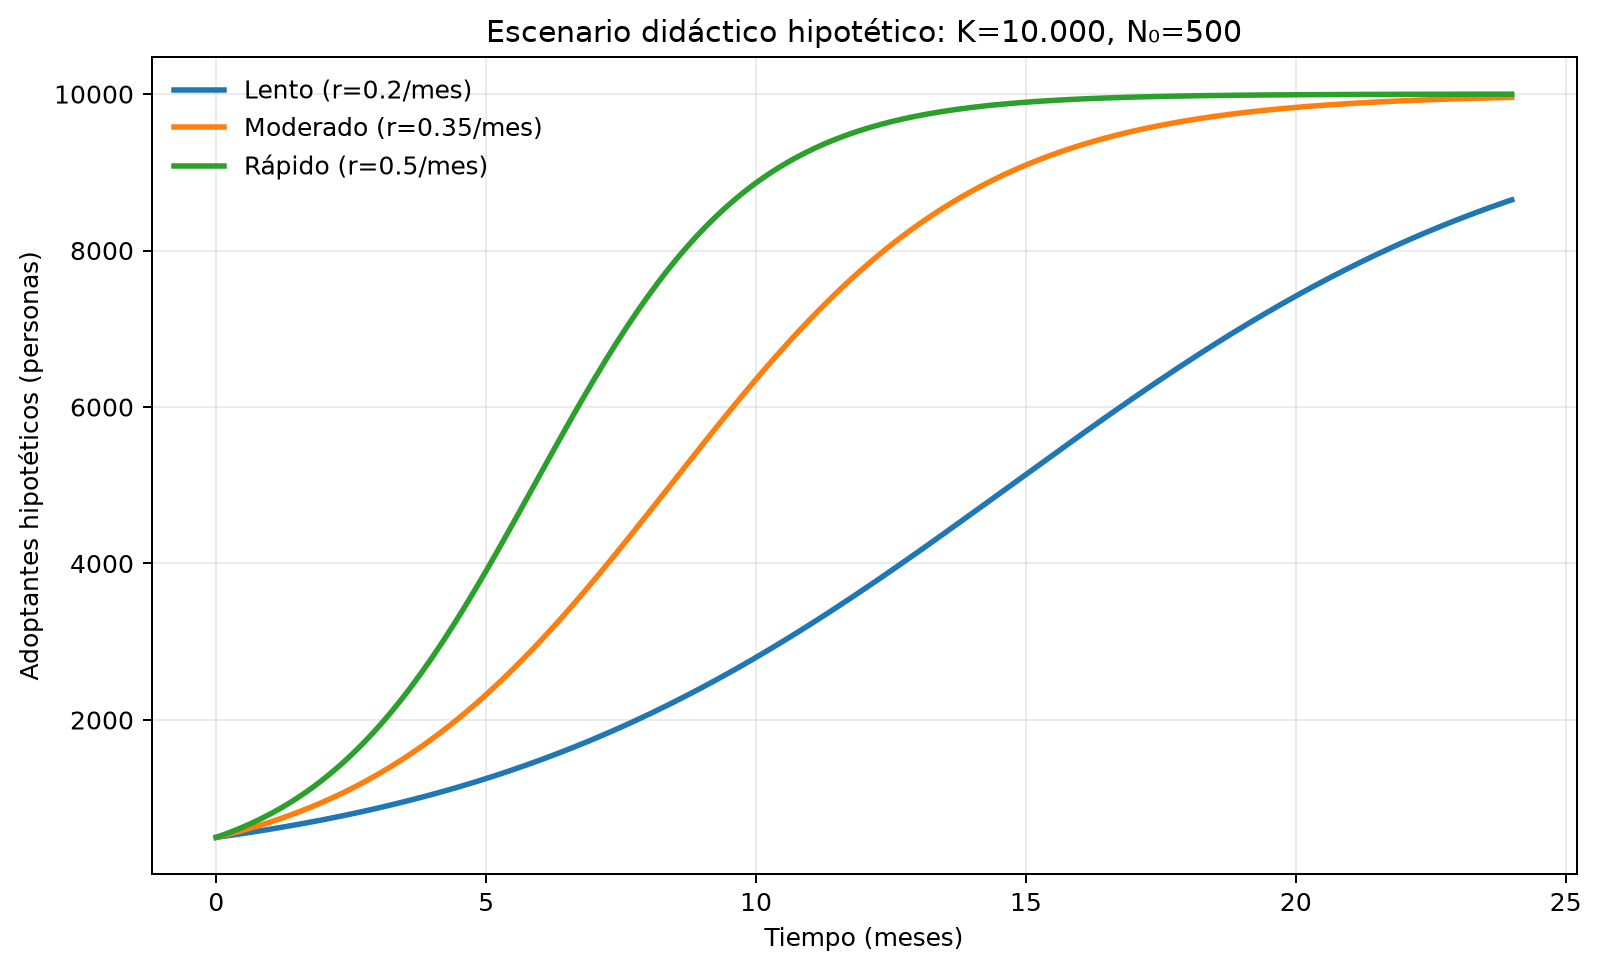 Escenario didáctico hipotético: K=10.000, N₀=500
Lento (r=0.2/mes)
Moderado (r=0.35/mes)
Rápido (r=0.5/mes)
Adoptantes hipotéticos (personas)
10000
8000
6000
4000
2000
0 5 10 15 20 25
Tiempo (meses)